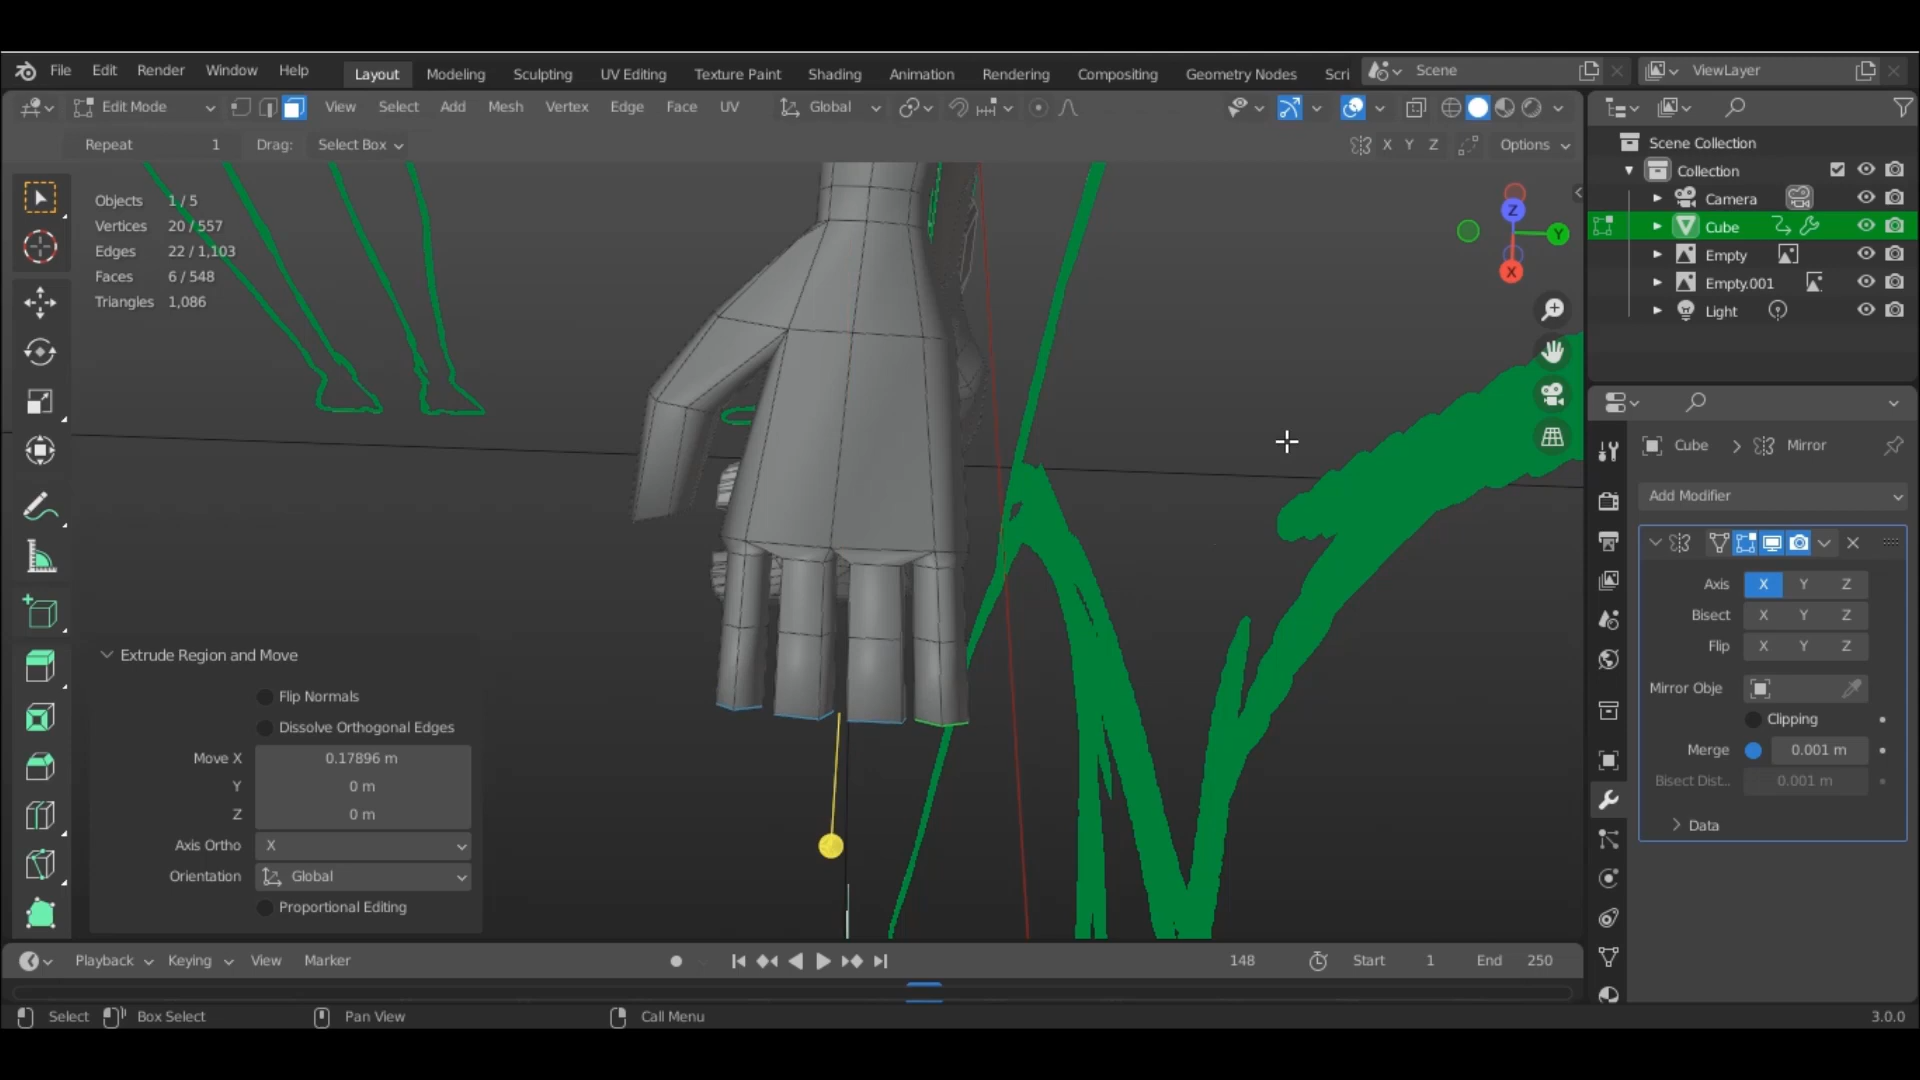 File Edit Render Window Help Layout Modeling Sculpting UV Editing Texture Paint Shading Animation Rendering Compositing Geometry Nodes Scri Scene ViewLayer
Edit Mode View Select Add Mesh Vertex Edge Face UV Global
Repeat 1 Drag: Select Box X Y Z Options
Objects 1 / 5
Vertices 20 / 557
Edges 22 / 1,103
Faces 6 / 548
Triangles 1,086
Z
Y
X
Extrude Region and Move
Flip Normals
Dissolve Orthogonal Edges
Move X 0.17896 m
Y 0 m
Z 0 m
Axis Ortho X
Orientation Global
Proportional Editing
Scene Collection
Collection
Camera
Cube
Empty
Empty.001
Light
Cube Mirror
Add Modifier
Axis X Y Z
Bisect X Y Z
Flip X Y Z
Mirror Obje
Clipping
Merge 0.001 m
Bisect Dist.. 0.001 m
Data
Playback Keying View Marker 148 Start 1 End 250
Select Box Select Pan View Call Menu 3.0.0